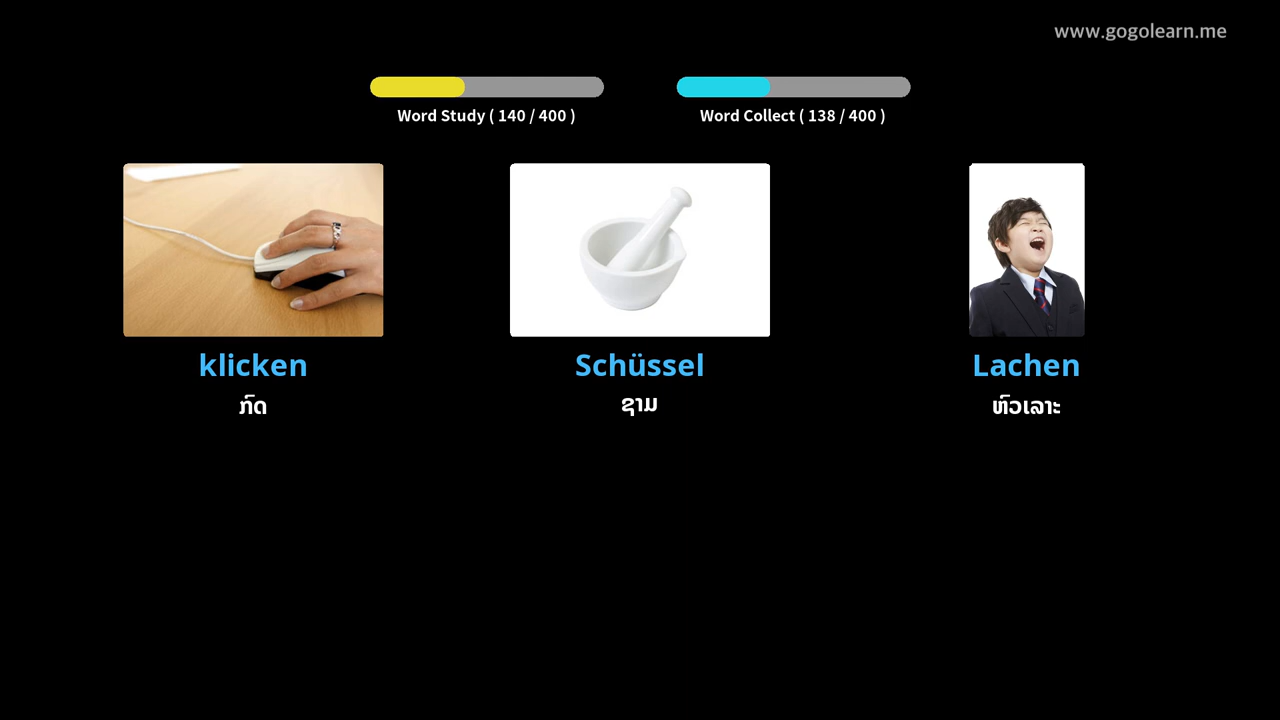 www.gogolearn.me
Word Study ( 140 / 400 )
Word Collect ( 138 / 400 )
klicken
Schüssel
Lachen
ກົດ
ຊາມ
ຫົວເລາະ